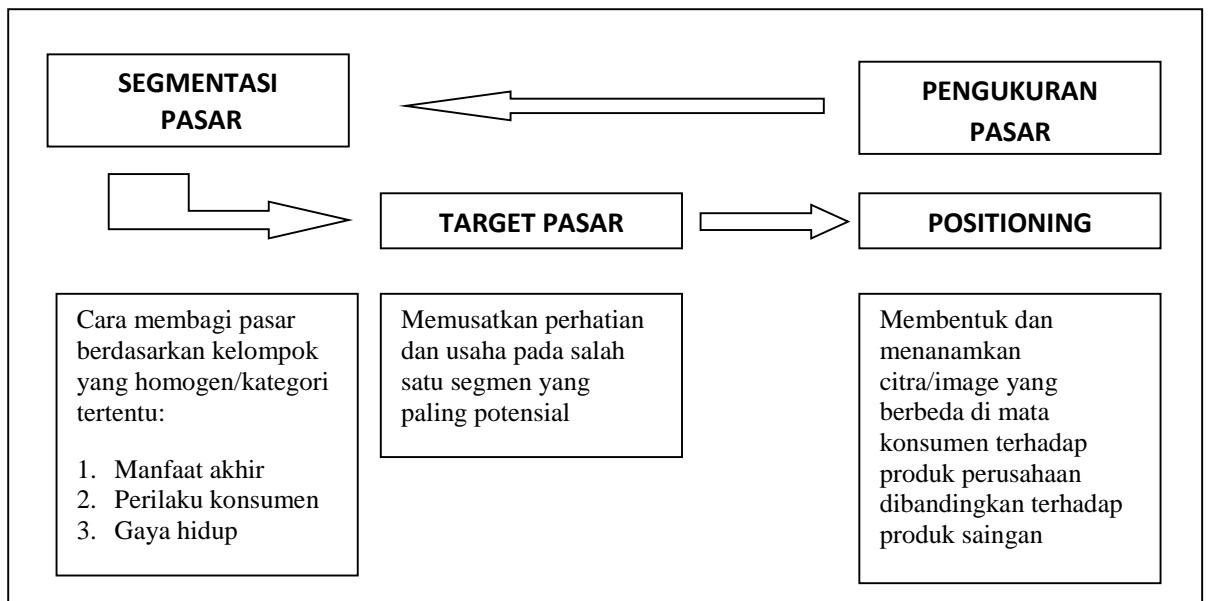 SEGMENTASI
PASAR
PENGUKURAN
PASAR
TARGET PASAR
POSITIONING
Cara membagi pasar
berdasarkan kelompok
yang homogen/kategori
tertentu:
1. Manfaat akhir
2. Perilaku konsumen
3. Gaya hidup
Memusatkan perhatian
dan usaha pada salah
satu segmen yang
paling potensial
Membentuk dan
menanamkan
citra/image yang
berbeda di mata
konsumen terhadap
produk perusahaan
dibandingkan terhadap
produk saingan